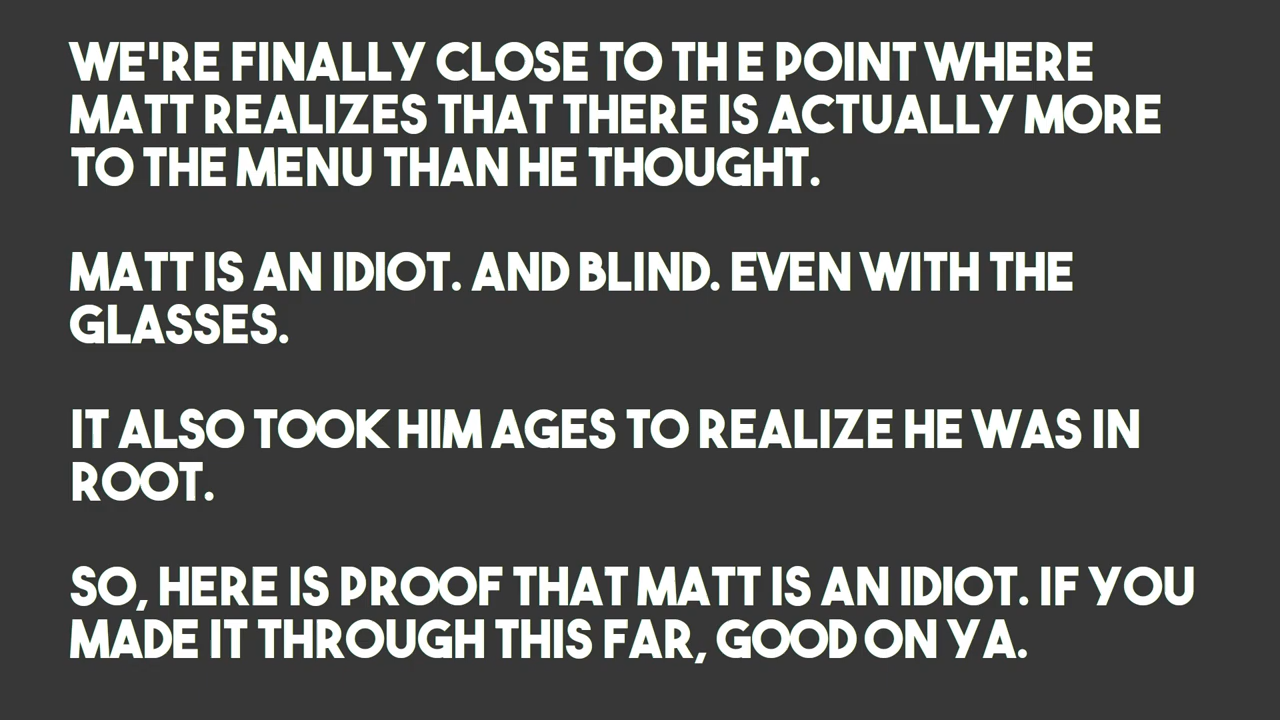 WE'RE FINALLY CLOSE TO THE POINT WHERE
MATT REALIZES THAT THERE IS ACTUALLY MORE
TO THE MENU THAN HE THOUGHT.
MATT IS AN IDIOT. AND BLIND. EVEN WITH THE
GLASSES.
IT ALSO TOOK HIM AGES TO REALIZE HE WAS IN
ROOT.
SO, HERE IS PROOF THAT MATT IS AN IDIOT. IF YOU
MADE IT THROUGH THIS FAR, GOOD ON YA.